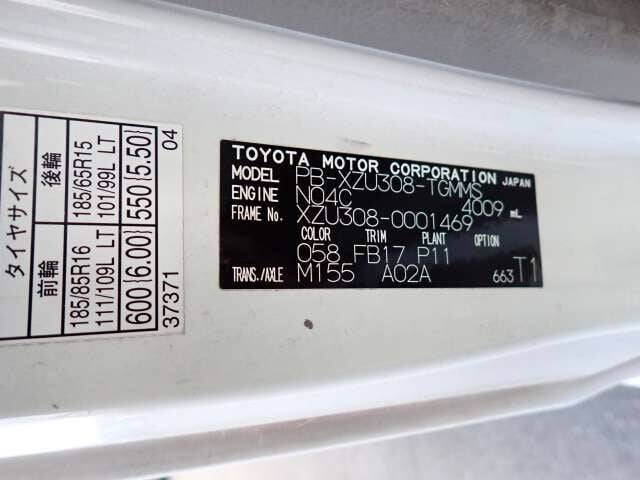 タイヤサイズ
前輪 後輪
185/85R16 185/65R15
111/109L LT 101/99L LT
600{6.00} 550{5.50}
37371 04
TOYOTA MOTOR CORPORATION JAPAN
MODEL PB-XZU308-TGMMS
ENGINE N04C 4009 mL
FRAME No. XZU308-0001469
COLOR TRIM PLANT OPTION
058 FB17 P11
TRANS./AXLE M155 A02A 663 T1